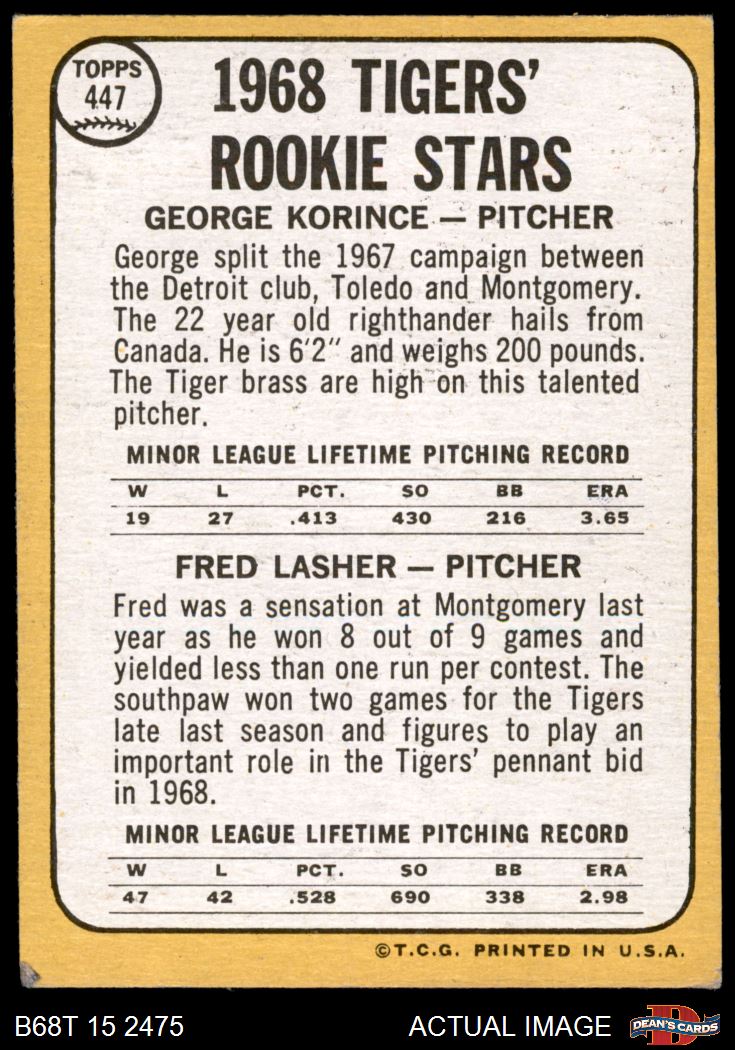 TOPPS
447
1968 TIGERS'
ROOKIE STARS
GEORGE KORINCE — PITCHER
George split the 1967 campaign between
the Detroit club, Toledo and Montgomery.
The 22 year old righthander hails from
Canada. He is 6'2" and weighs 200 pounds.
The Tiger brass are high on this talented
pitcher.
MINOR LEAGUE LIFETIME PITCHING RECORD
W L PCT. SO BB ERA
19 27 .413 430 216 3.65
FRED LASHER — PITCHER
Fred was a sensation at Montgomery last
year as he won 8 out of 9 games and
yielded less than one run per contest. The
southpaw won two games for the Tigers
late last season and figures to play an
important role in the Tigers' pennant bid
in 1968.
MINOR LEAGUE LIFETIME PITCHING RECORD
W L PCT. SO BB ERA
47 42 .528 690 338 2.98
©T.C.G. PRINTED IN U.S.A.
B68T 15 2475 ACTUAL IMAGE D DEAN'S CARDS